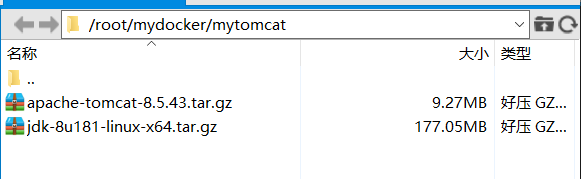 /root/mydocker/mytomcat
名称 大小 类型
..
apache-tomcat-8.5.43.tar.gz 9.27MB 好压 GZ...
jdk-8u181-linux-x64.tar.gz 177.05MB 好压 GZ...